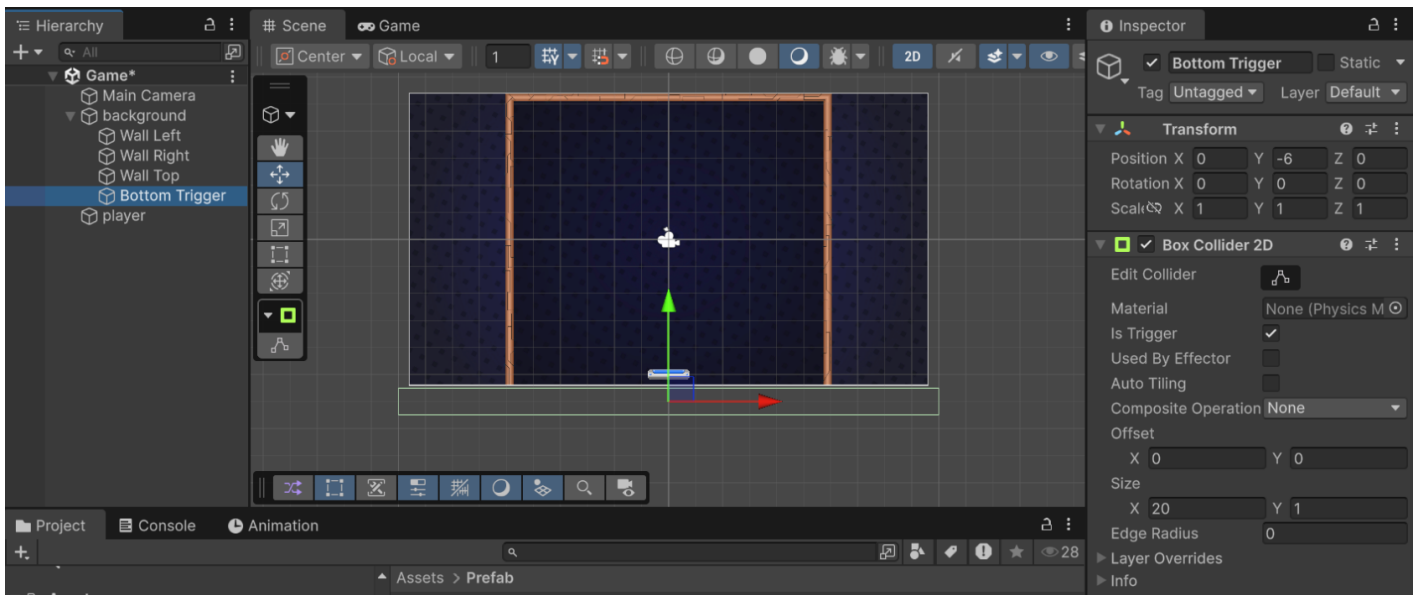 Hierarchy
All
Game*
Main Camera
background
Wall Left
Wall Right
Wall Top
Bottom Trigger
player
Scene Game
Center Local 1 2D
Inspector
Bottom Trigger Static
Tag Untagged Layer Default
Transform
Position X 0 Y -6 Z 0
Rotation X 0 Y 0 Z 0
X 1 Y 1 Z 1
Box Collider 2D
Edit Collider
Material None (Physics M
Is Trigger
Used By Effector
Auto Tiling
Composite Operation None
Offset
X 0 Y 0
Size
X 20 Y 1
Edge Radius 0
Layer Overrides
Info
Project Console Animation
28
Assets > Prefab